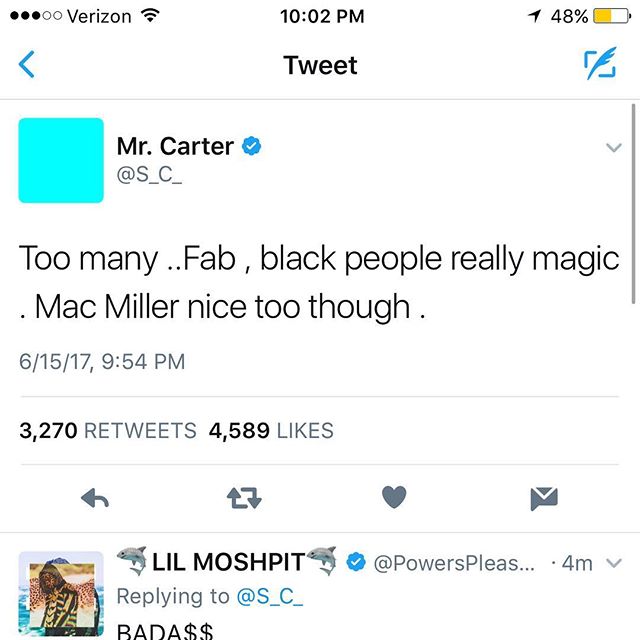 Verizon 10:02 PM 48%
Tweet
Mr. Carter
@S_C_
Too many ..Fab , black people really magic
. Mac Miller nice too though .
6/15/17, 9:54 PM
3,270 RETWEETS 4,589 LIKES
🐬LIL MOSHPIT🐬 @PowersPleas... · 4m
Replying to @S_C_
BADA$$